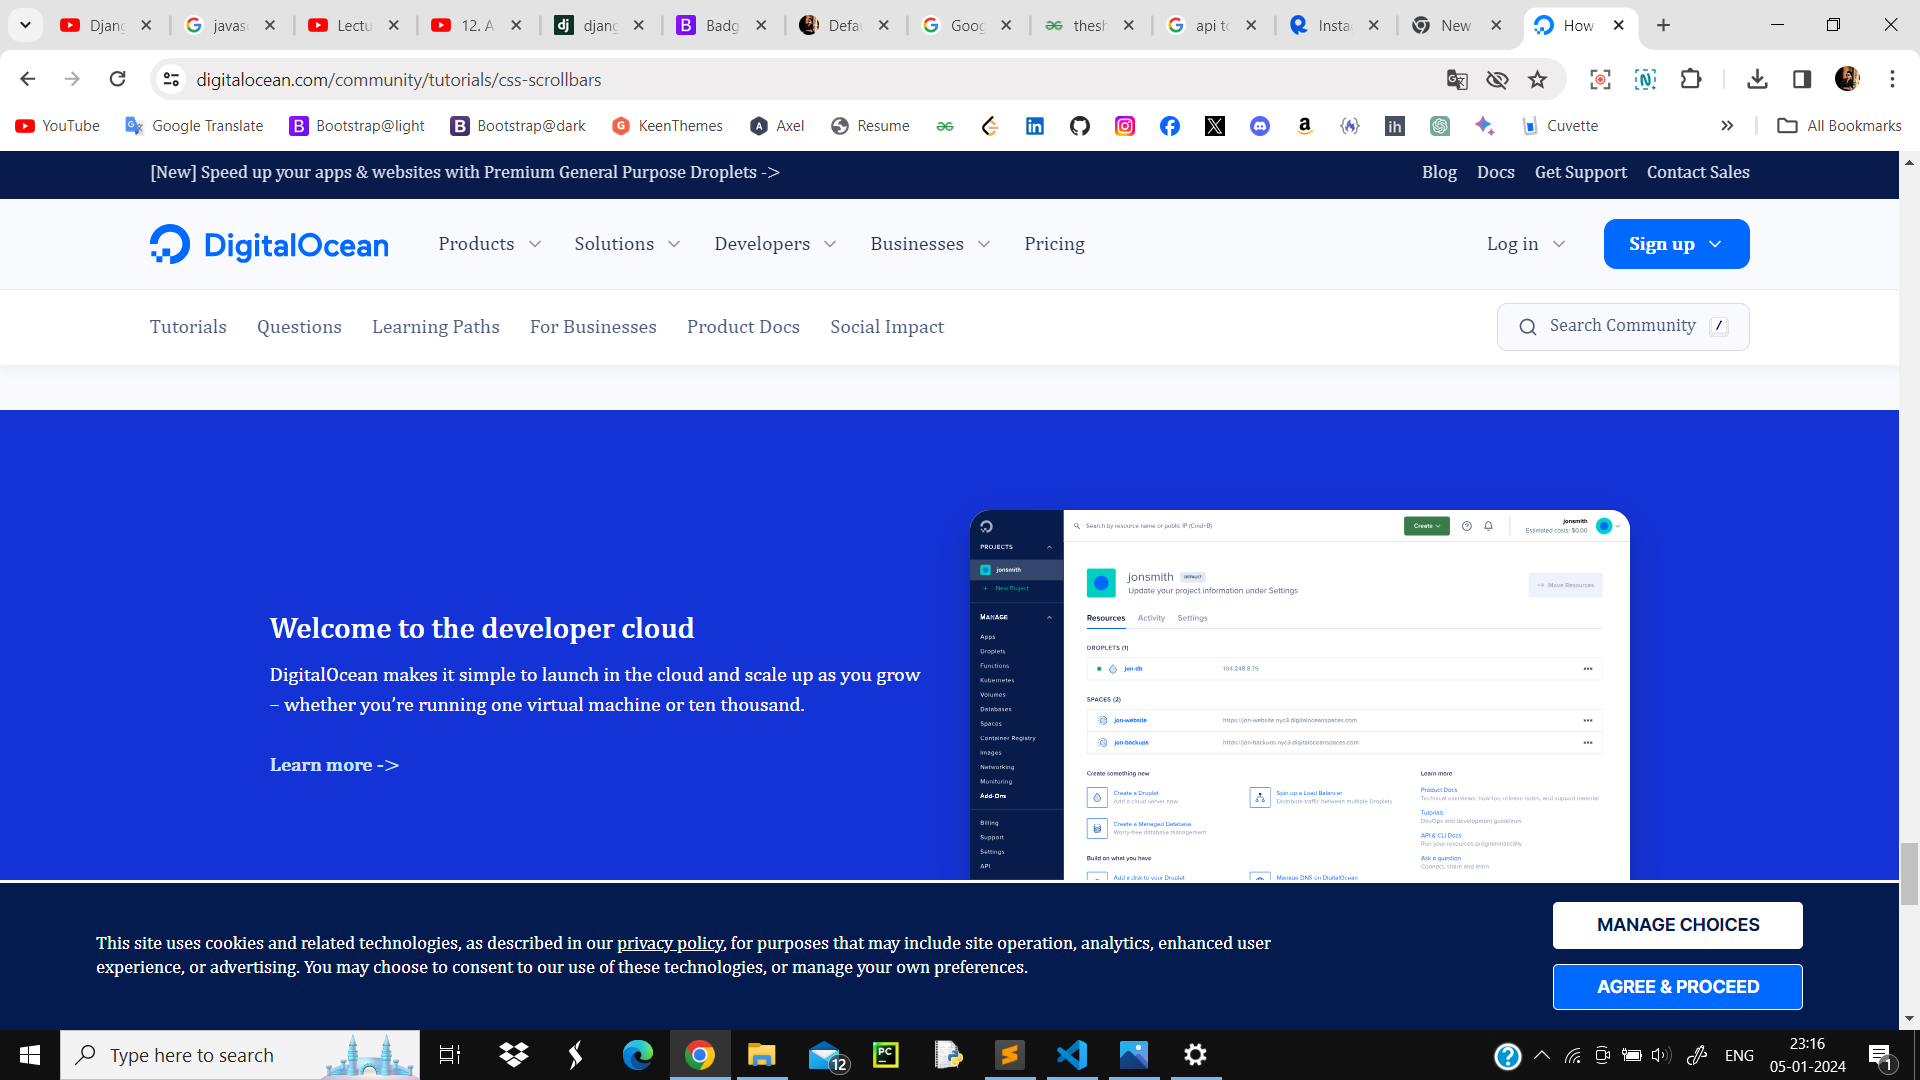 Djang
javasc
Lectu
12. A
djang
Badg
Defau
Goog
thesh
api to
Insta
New
How
digitalocean.com/community/tutorials/css-scrollbars
YouTube
Google Translate
Bootstrap@light
Bootstrap@dark
KeenThemes
Axel
Resume
Cuvette
All Bookmarks
[New] Speed up your apps & websites with Premium General Purpose Droplets ->
Blog Docs Get Support Contact Sales
DigitalOcean
Products Solutions Developers Businesses Pricing
Log in
Sign up
Tutorials Questions Learning Paths For Businesses Product Docs Social Impact
Search Community /
Welcome to the developer cloud
DigitalOcean makes it simple to launch in the cloud and scale up as you grow
– whether you’re running one virtual machine or ten thousand.
Learn more ->
Search by resource name or public IP (Cmd+B)
Create
jonsmith
Estimated costs: $0.00
PROJECTS
jonsmith
+ New Project
MANAGE
Apps
Droplets
Functions
Kubernetes
Volumes
Databases
Spaces
Container Registry
Images
Networking
Monitoring
Add-Ons
Billing
Support
Settings
API
jonsmith DEFAULT
Update your project information under Settings
Move Resources
Resources Activity Settings
DROPLETS (1)
jon-db 104.248.8.75
SPACES (2)
jon-website https://jon-website.nyc3.digitaloceanspaces.com
jon-backups https://jon-backups.nyc3.digitaloceanspaces.com
Create something new
Create a Droplet
Add a cloud server now
Spin up a Load Balancer
Distribute traffic between multiple Droplets
Create a Managed Database
Worry-free database management
Build on what you have
Add a disk to your Droplet
Manage DNS on DigitalOcean
Learn more
Product Docs
Technical overviews, how-tos, release notes, and support material
Tutorials
DevOps and development guidelines
API & CLI Docs
Run your resources programmatically
Ask a question
Connect, share and learn
This site uses cookies and related technologies, as described in our privacy policy, for purposes that may include site operation, analytics, enhanced user
experience, or advertising. You may choose to consent to our use of these technologies, or manage your own preferences.
MANAGE CHOICES
AGREE & PROCEED
Type here to search
12
PC
ENG
23:16
05-01-2024
1